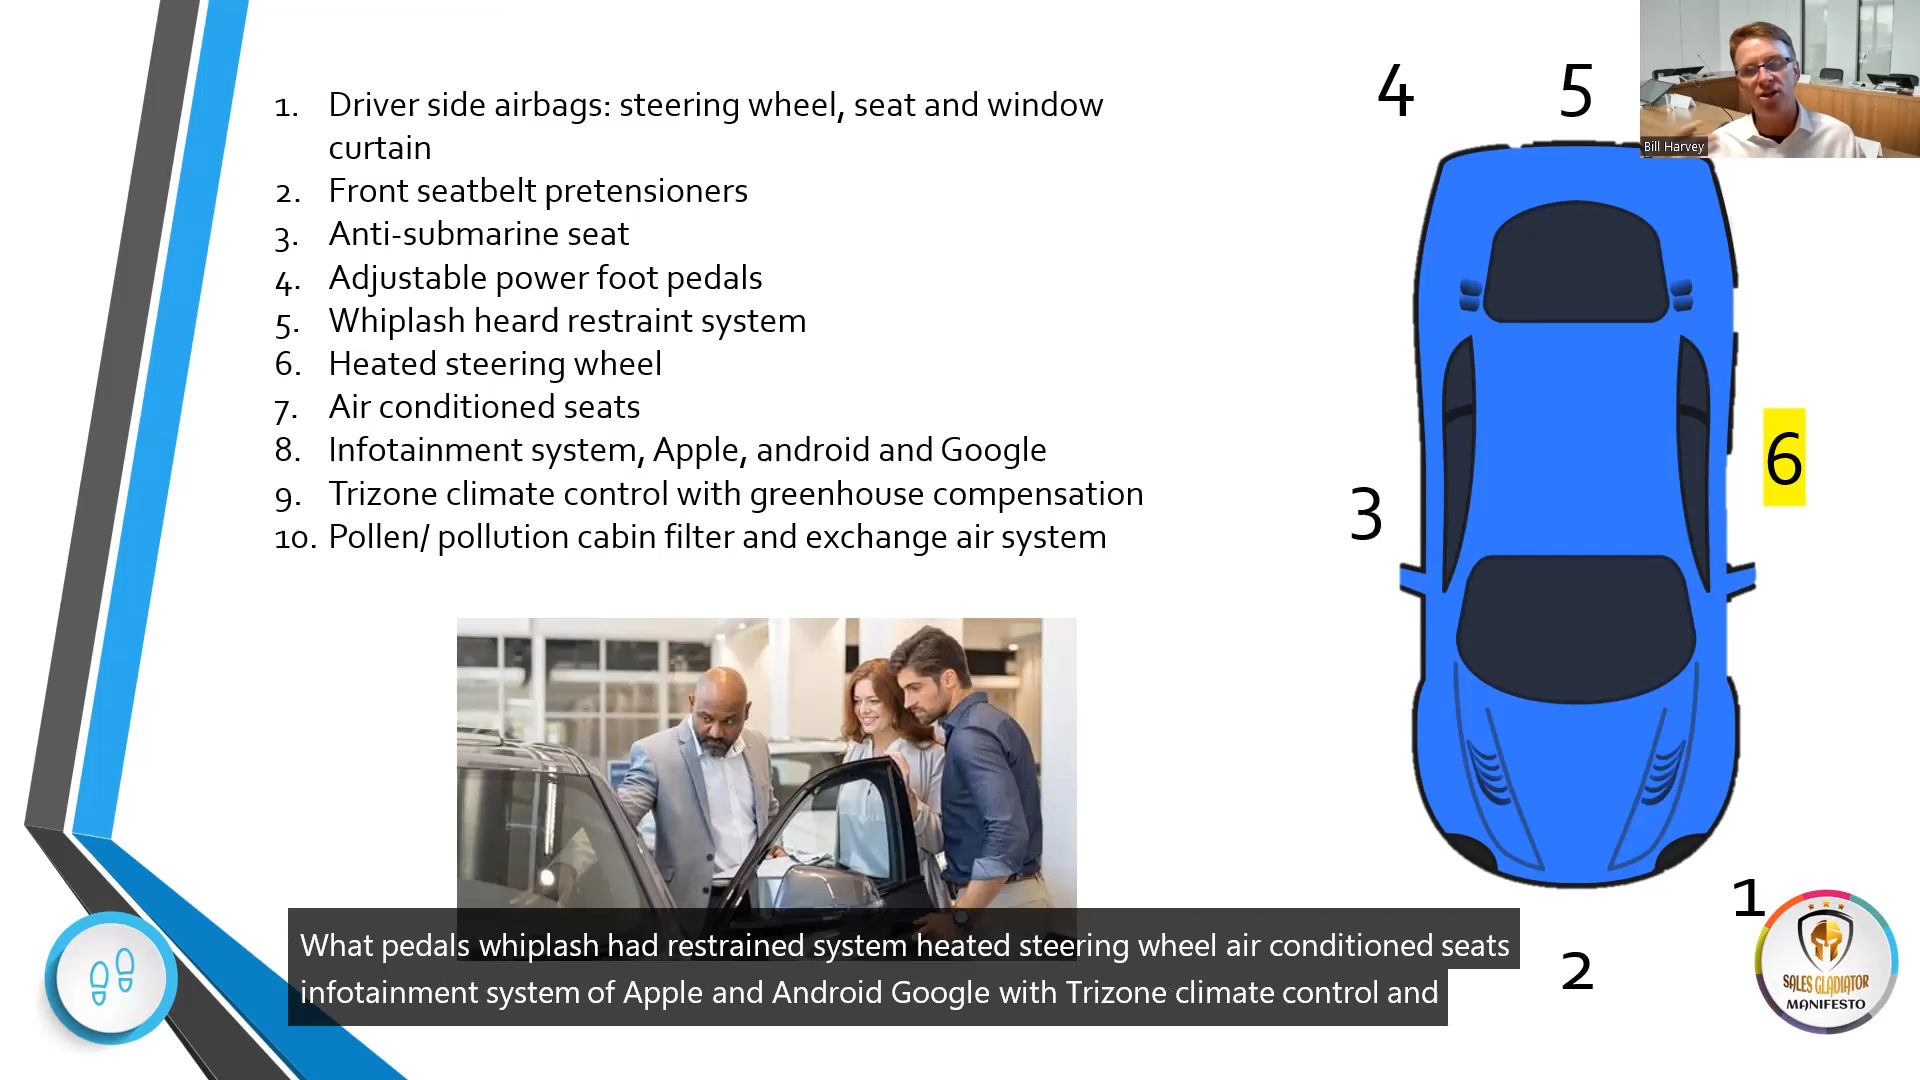 1. Driver side airbags: steering wheel, seat and window
curtain
2. Front seatbelt pretensioners
3. Anti-submarine seat
4. Adjustable power foot pedals
5. Whiplash heard restraint system
6. Heated steering wheel
7. Air conditioned seats
8. Infotainment system, Apple, android and Google
9. Trizone climate control with greenhouse compensation
10. Pollen/ pollution cabin filter and exchange air system
4
5
Bill Harvey
6
3
1
2
SALES GLADIATOR
MANIFESTO
What pedals whiplash had restrained system heated steering wheel air conditioned seats
infotainment system of Apple and Android Google with Trizone climate control and